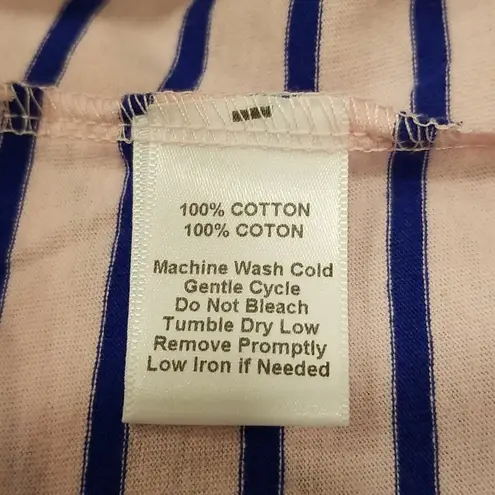 100% COTTON
100% COTON
Machine Wash Cold
Gentle Cycle
Do Not Bleach
Tumble Dry Low
Remove Promptly
Low Iron if Needed